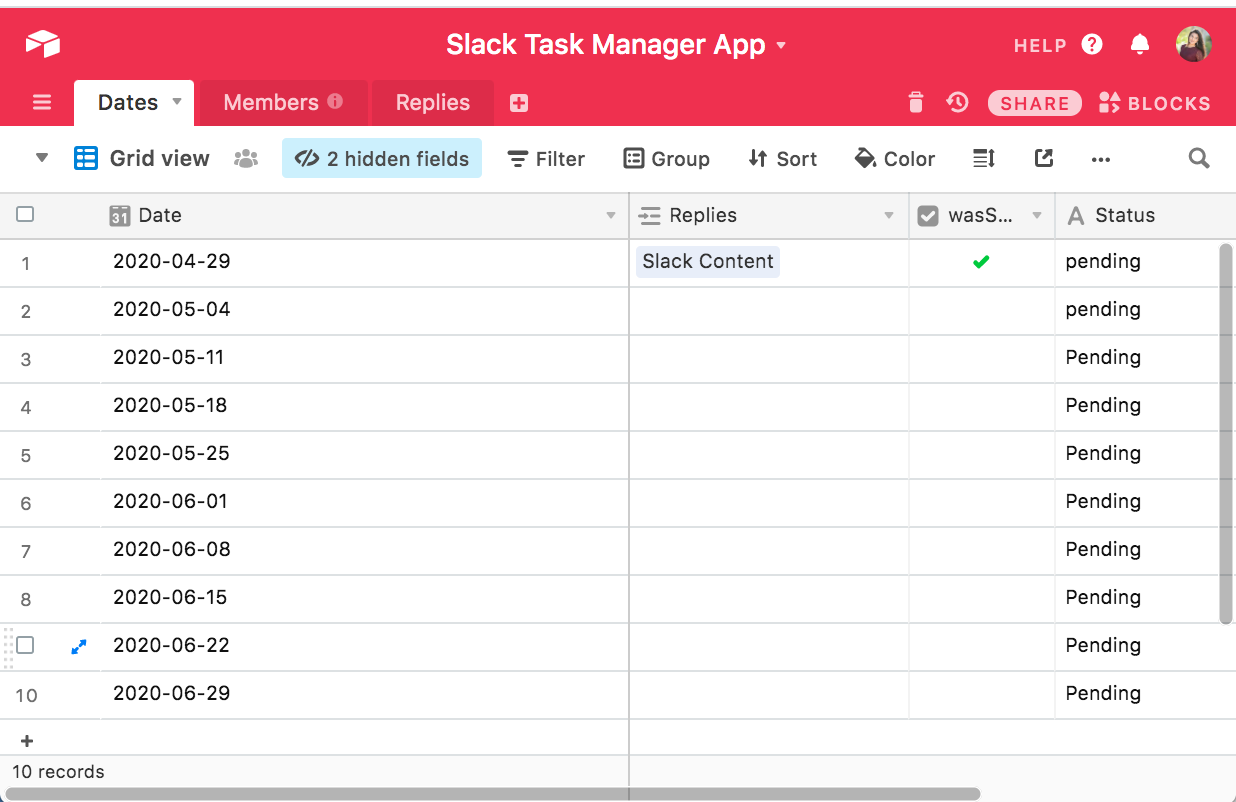 Slack Task Manager App
HELP ?
Dates Members Replies
SHARE BLOCKS
Grid view 2 hidden fields Filter Group Sort Color ...
31 Date Replies wasS... A Status
1 2020-04-29 Slack Content pending
2 2020-05-04 pending
3 2020-05-11 Pending
4 2020-05-18 Pending
5 2020-05-25 Pending
6 2020-06-01 Pending
7 2020-06-08 Pending
8 2020-06-15 Pending
2020-06-22 Pending
10 2020-06-29 Pending
+
10 records